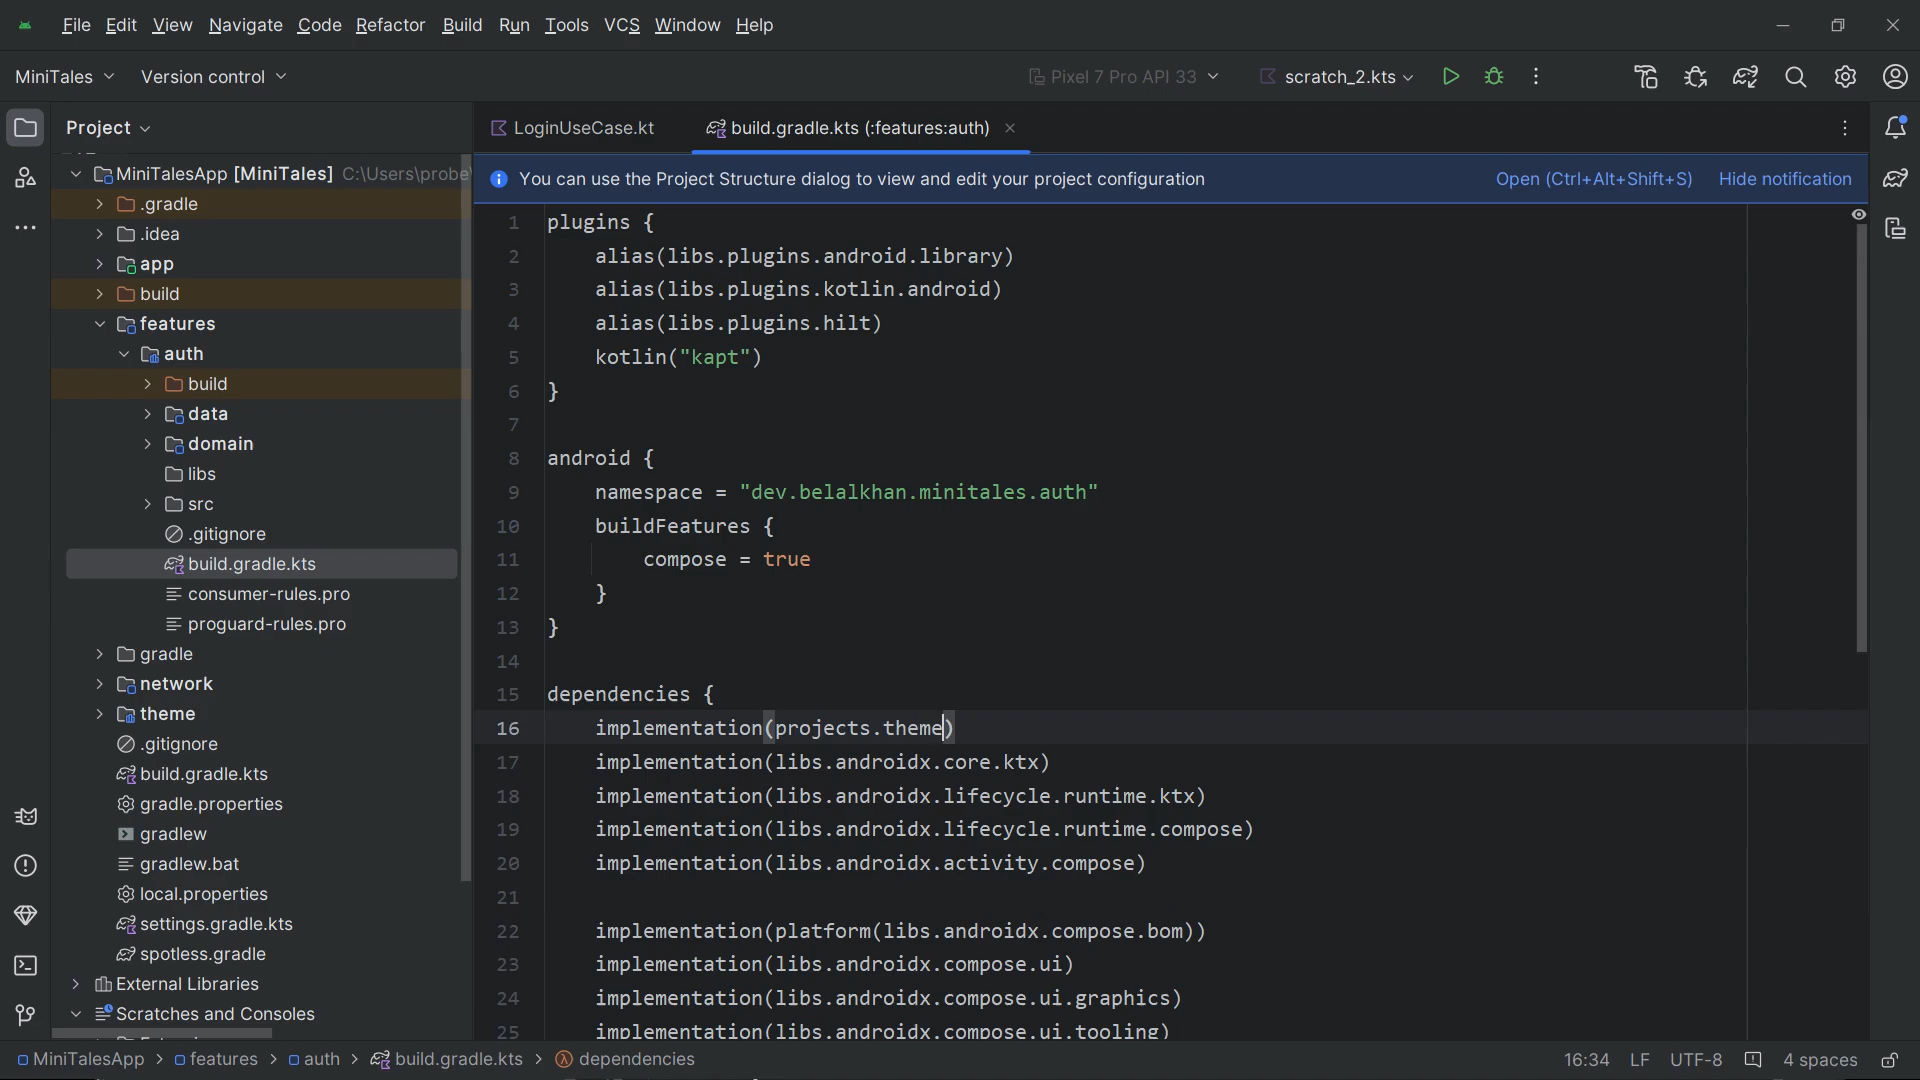 File Edit View Navigate Code Refactor Build Run Tools VCS Window Help
MiniTales Version control Pixel 7 Pro API 33 scratch_2.kts
Project
LoginUseCase.kt build.gradle.kts (:features:auth)
You can use the Project Structure dialog to view and edit your project configuration Open (Ctrl+Alt+Shift+S) Hide notification
MiniTalesApp [MiniTales] C:\Users\probe\
.gradle
.idea
app
build
features
auth
build
data
domain
libs
src
.gitignore
build.gradle.kts
consumer-rules.pro
proguard-rules.pro
gradle
network
theme
.gitignore
build.gradle.kts
gradle.properties
gradlew
gradlew.bat
local.properties
settings.gradle.kts
spotless.gradle
External Libraries
Scratches and Consoles
1 plugins {
2 alias(libs.plugins.android.library)
3 alias(libs.plugins.kotlin.android)
4 alias(libs.plugins.hilt)
5 kotlin("kapt")
6 }
7
8 android {
9 namespace = "dev.belalkhan.minitales.auth"
10 buildFeatures {
11 compose = true
12 }
13 }
14
15 dependencies {
16 implementation(projects.theme)
17 implementation(libs.androidx.core.ktx)
18 implementation(libs.androidx.lifecycle.runtime.ktx)
19 implementation(libs.androidx.lifecycle.runtime.compose)
20 implementation(libs.androidx.activity.compose)
21
22 implementation(platform(libs.androidx.compose.bom))
23 implementation(libs.androidx.compose.ui)
24 implementation(libs.androidx.compose.ui.graphics)
25 implementation(libs.androidx.compose.ui.tooling)
MiniTalesApp > features > auth > build.gradle.kts > dependencies 16:34 LF UTF-8 4 spaces